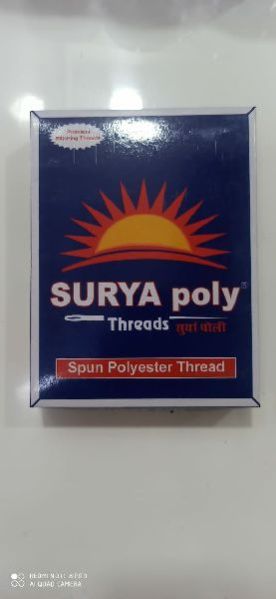 Premium
Stitching Threads
SURYA poly®
Threads सुर्या पोली
Spun Polyester Thread
REDMI NOTE 8 PRO
AI QUAD CAMERA